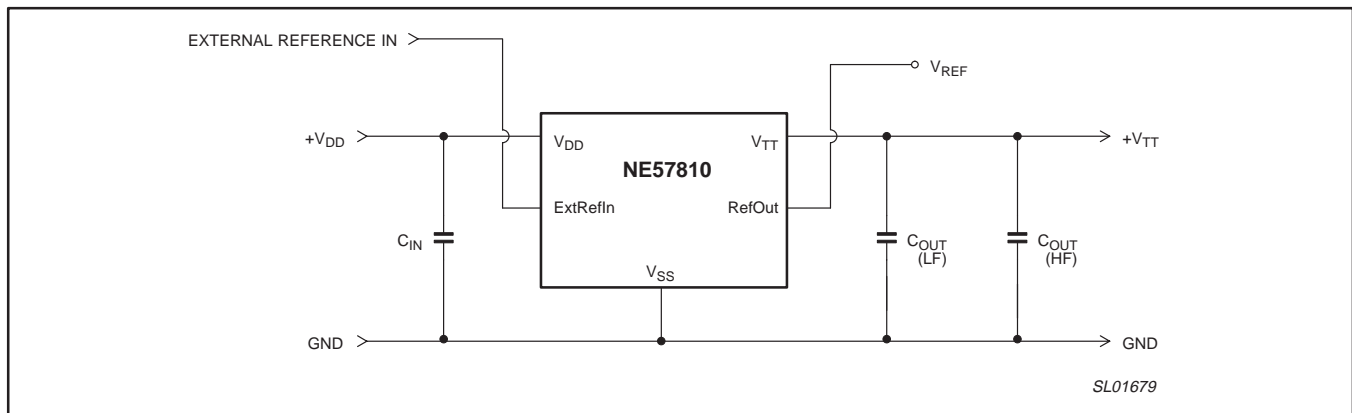 EXTERNAL REFERENCE IN
VREF
+VDD
VDD
VTT
+VTT
NE57810
ExtRefIn
RefOut
CIN
COUT
(LF)
COUT
(HF)
VSS
GND
GND
SL01679